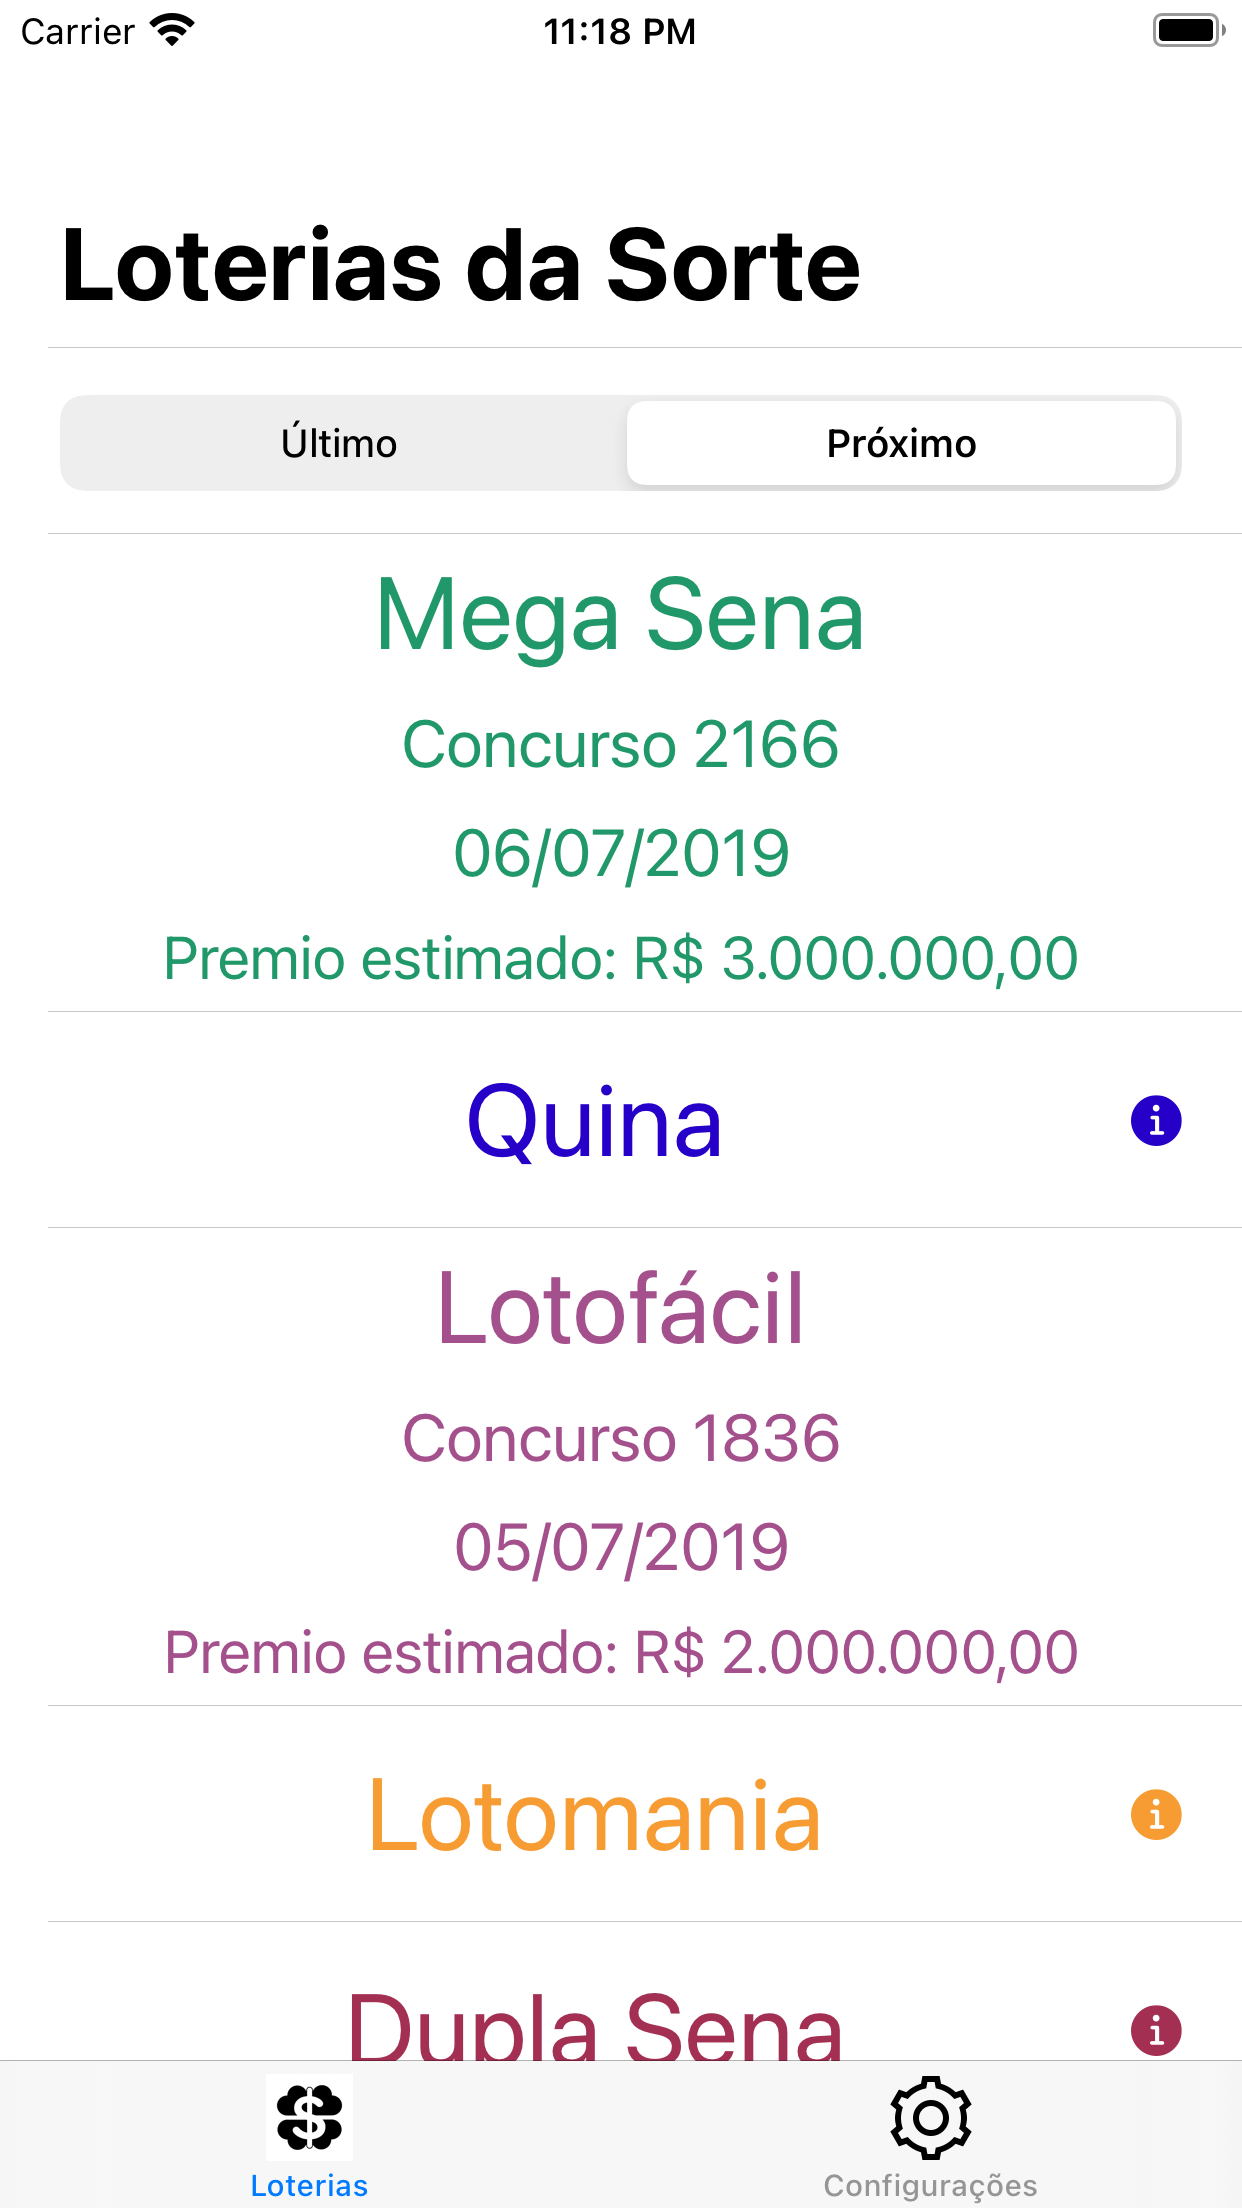 Carrier 11:18 PM
Loterias da Sorte
Último Próximo
Mega Sena
Concurso 2166
06/07/2019
Premio estimado: R$ 3.000.000,00
Quina
Lotofácil
Concurso 1836
05/07/2019
Premio estimado: R$ 2.000.000,00
Lotomania
Dupla Sena
Loterias Configurações